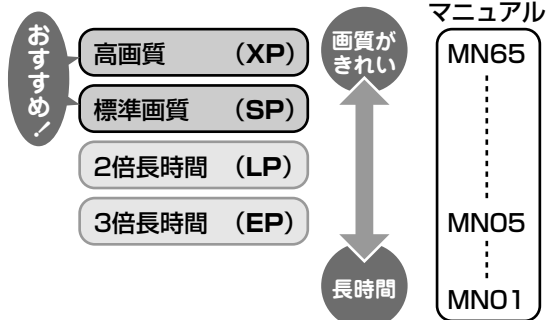 おすすめ！
高画質 （XP）
標準画質 （SP）
2倍長時間 （LP）
3倍長時間 （EP）
画質が
きれい
長時間
マニュアル
MN65
MN05
MN01